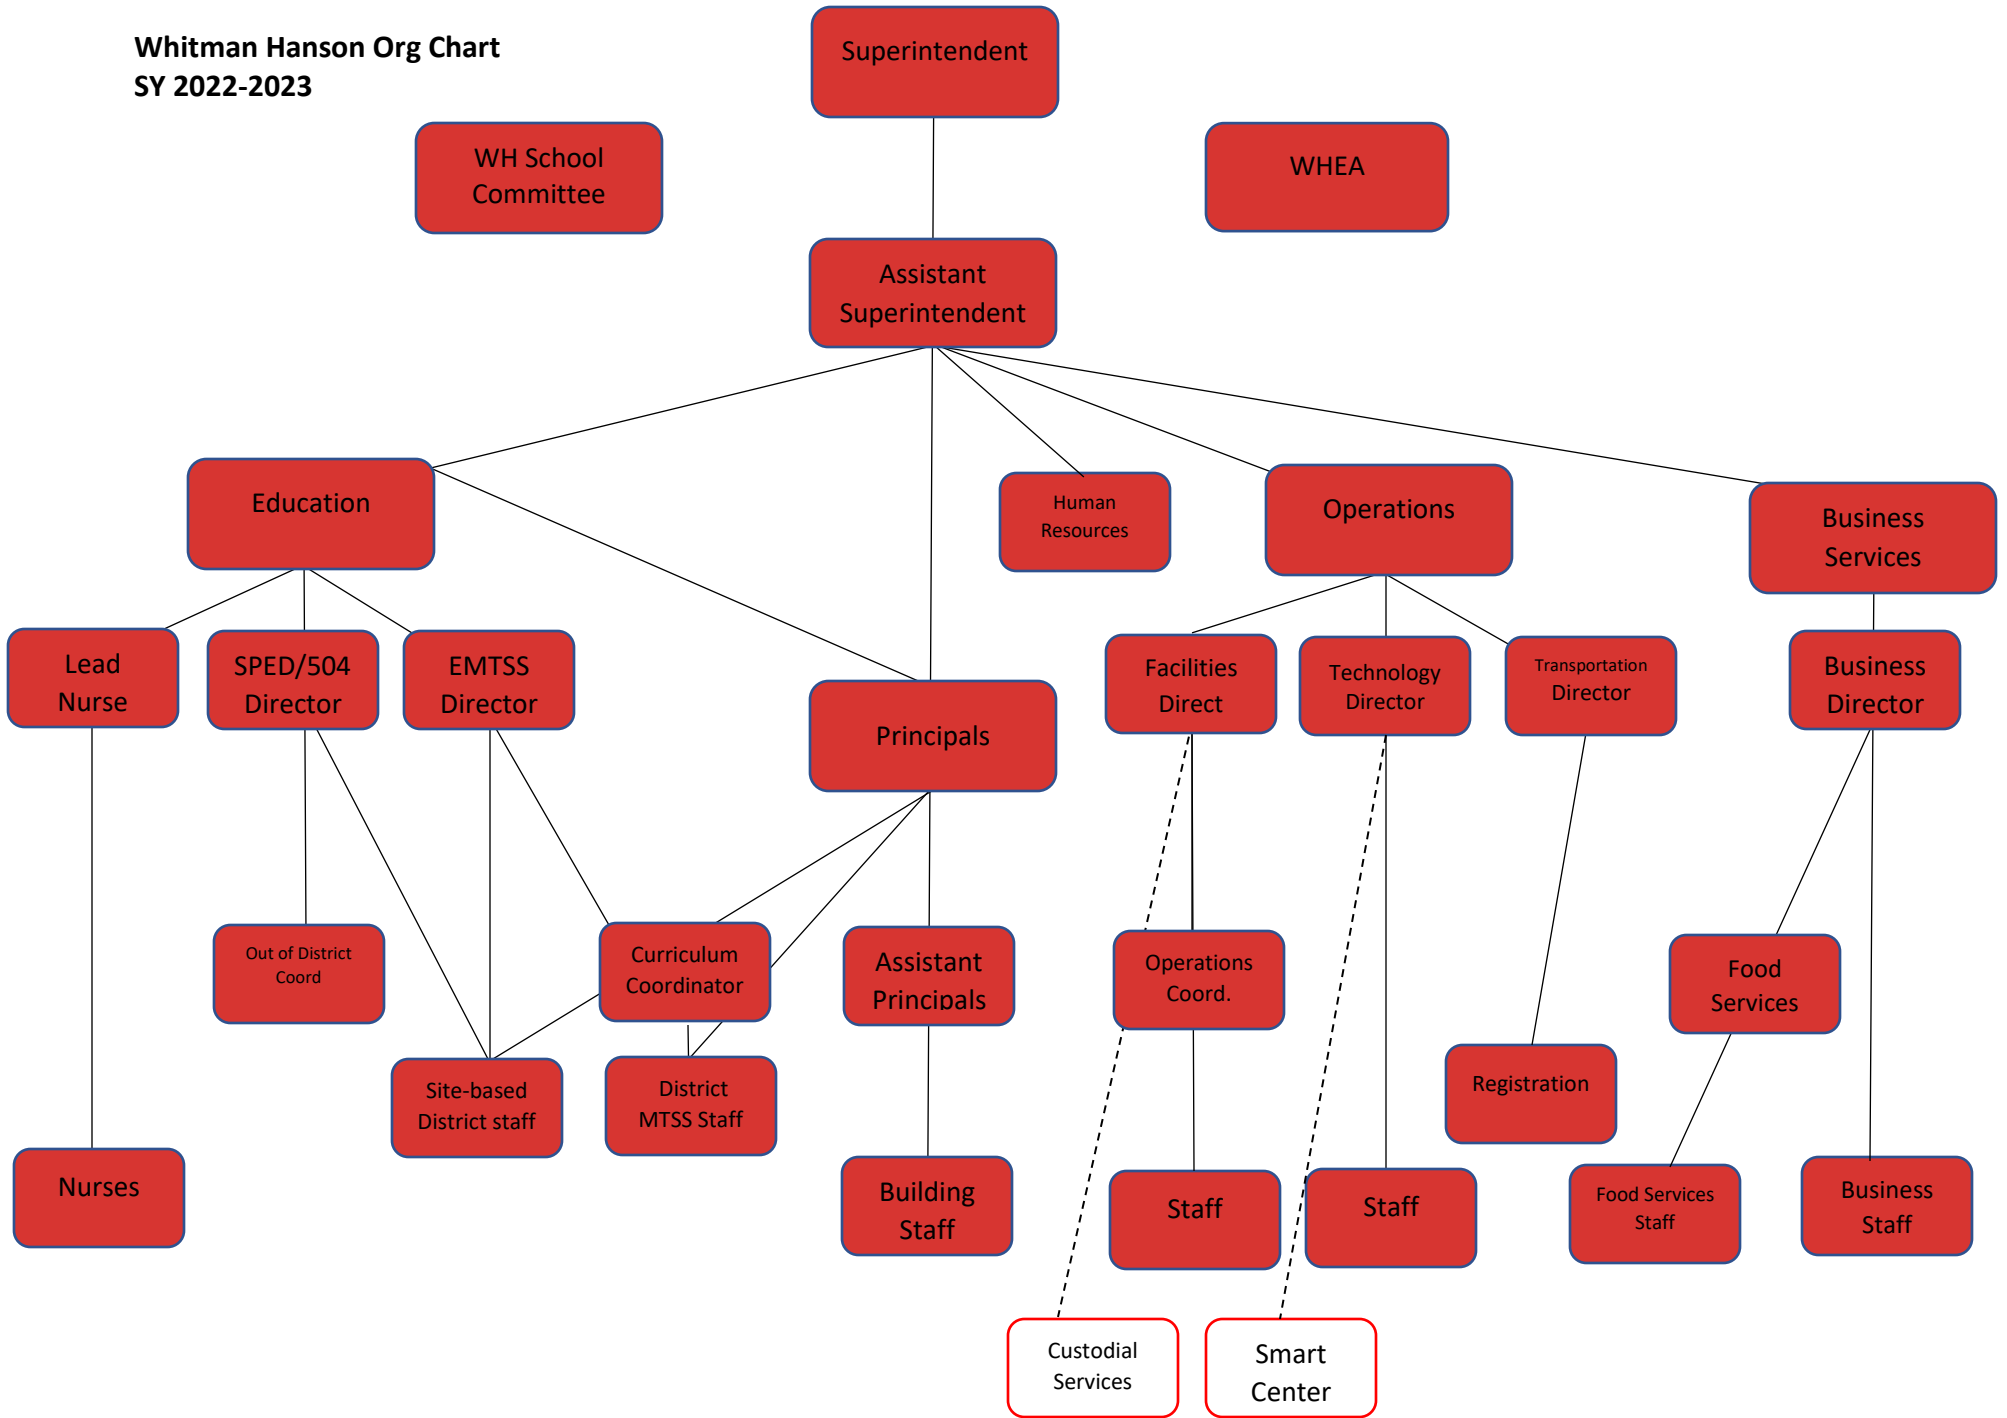 Whitman Hanson Org Chart
SY 2022-2023
Superintendent
WH School
Committee
WHEA
Assistant
Superintendent
Education
Human
Resources
Operations
Business
Services
Lead
Nurse
SPED/504
Director
EMTSS
Director
Principals
Facilities
Direct
Technology
Director
Transportation
Director
Business
Director
Out of District
Coord
Curriculum
Coordinator
Assistant
Principals
Operations
Coord.
Food
Services
Site-based
District staff
District
MTSS Staff
Registration
Nurses
Building
Staff
Staff
Staff
Food Services
Staff
Business
Staff
Custodial
Services
Smart
Center